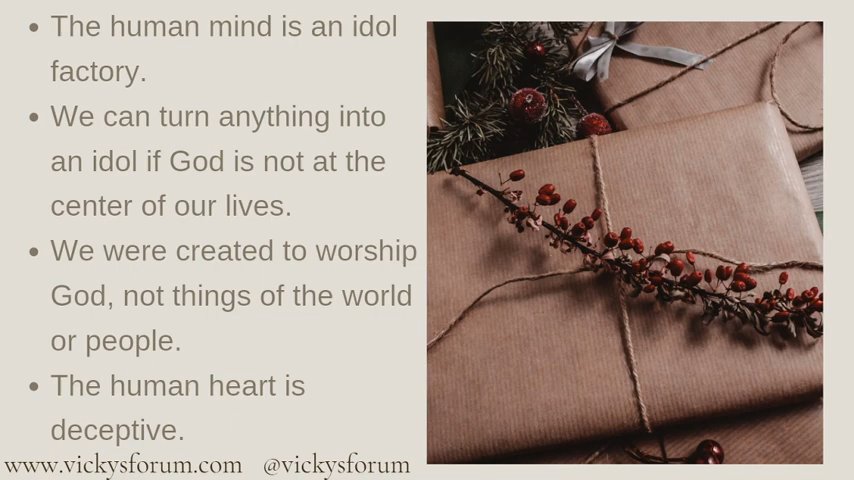 • The human mind is an idol
factory.
• We can turn anything into
an idol if God is not at the
center of our lives.
• We were created to worship
God, not things of the world
or people.
• The human heart is
deceptive.
www.vickysforum.com @vickysforum